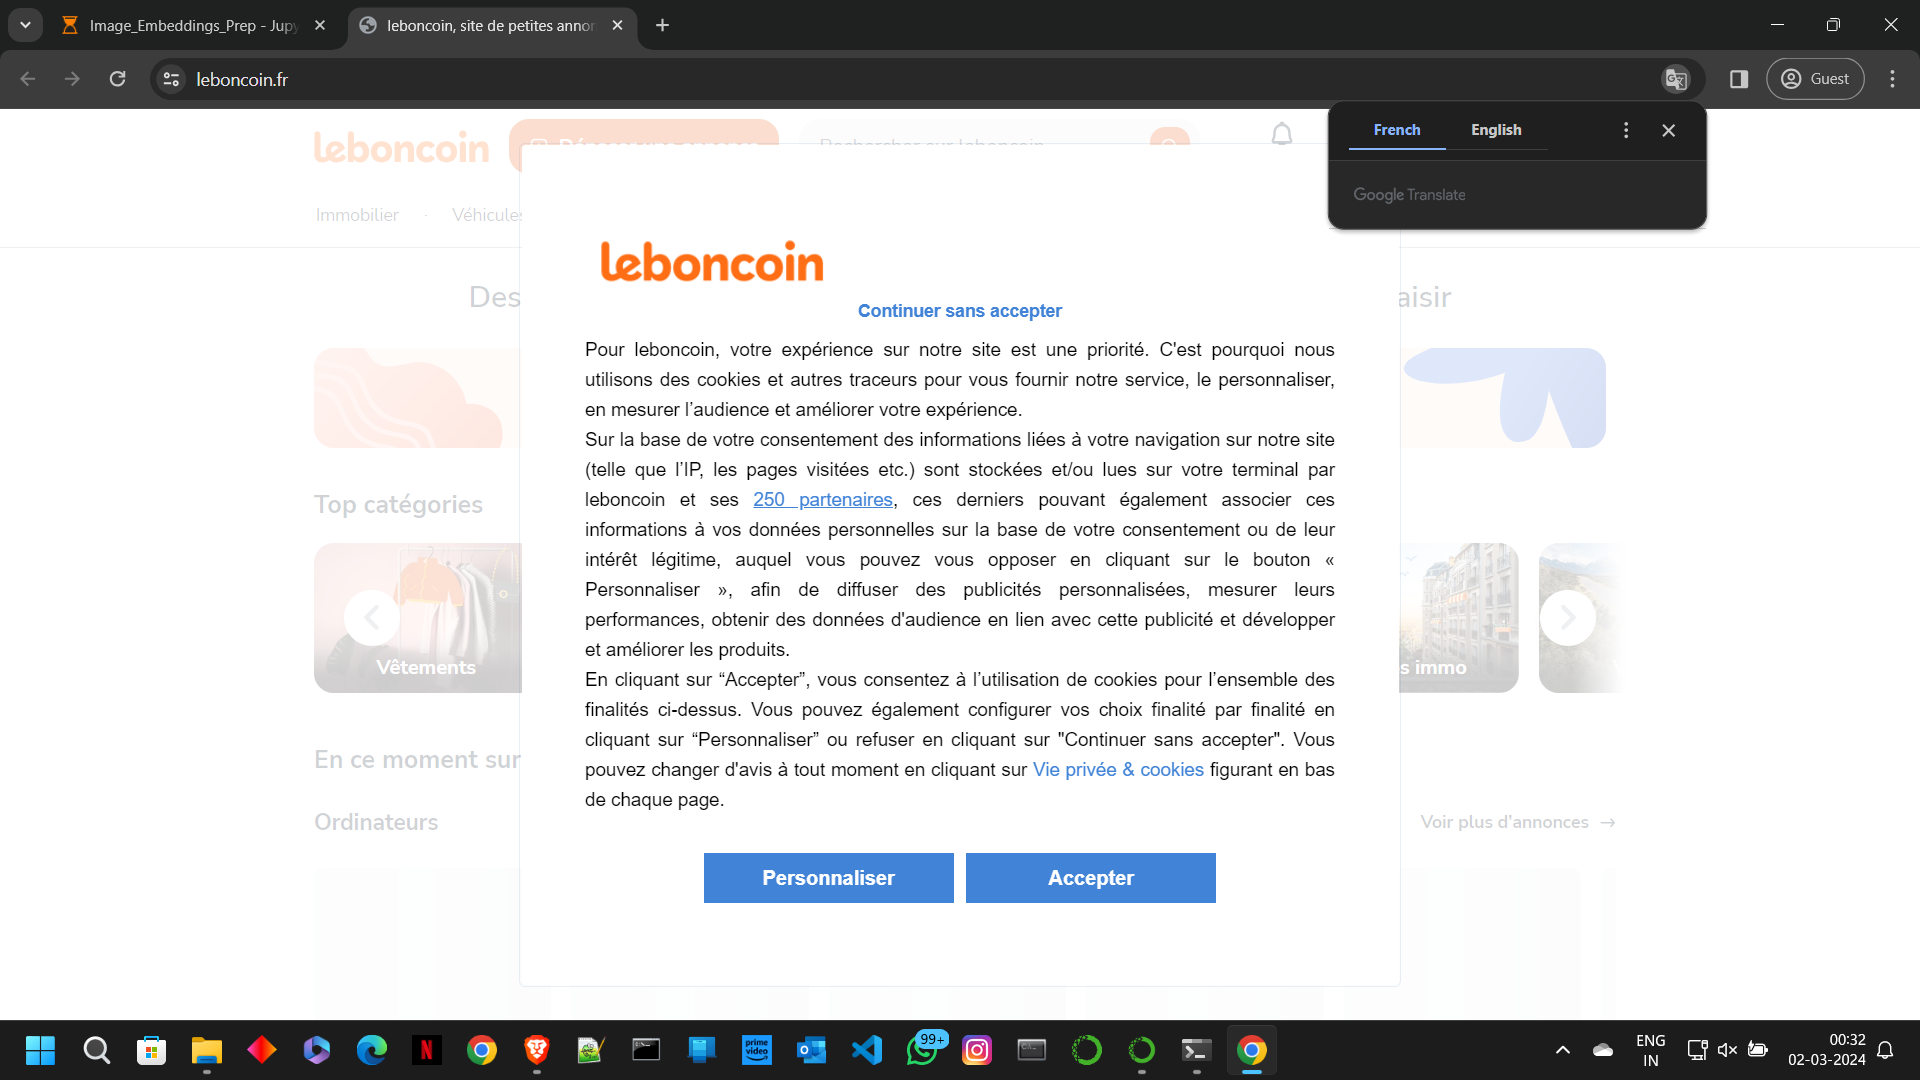 Image_Embeddings_Prep - Jupy
leboncoin, site de petites annon
leboncoin.fr
Guest
French
English
Google Translate
leboncoin
Rechercher sur leboncoin
Immobilier · Véhicules
Des
aisir
leboncoin
Continuer sans accepter
Pour leboncoin, votre expérience sur notre site est une priorité. C'est pourquoi nous
utilisons des cookies et autres traceurs pour vous fournir notre service, le personnaliser,
en mesurer l’audience et améliorer votre expérience.
Sur la base de votre consentement des informations liées à votre navigation sur notre site
(telle que l’IP, les pages visitées etc.) sont stockées et/ou lues sur votre terminal par
leboncoin et ses 250 partenaires, ces derniers pouvant également associer ces
informations à vos données personnelles sur la base de votre consentement ou de leur
intérêt légitime, auquel vous pouvez vous opposer en cliquant sur le bouton «
Personnaliser », afin de diffuser des publicités personnalisées, mesurer leurs
performances, obtenir des données d'audience en lien avec cette publicité et développer
et améliorer les produits.
En cliquant sur “Accepter”, vous consentez à l’utilisation de cookies pour l’ensemble des
finalités ci-dessus. Vous pouvez également configurer vos choix finalité par finalité en
cliquant sur “Personnaliser” ou refuser en cliquant sur "Continuer sans accepter". Vous
pouvez changer d'avis à tout moment en cliquant sur Vie privée & cookies figurant en bas
de chaque page.
Personnaliser
Accepter
Top catégories
Vêtements
s immo
En ce moment sur
Ordinateurs
Voir plus d'annonces →
prime video
99+
ENG
IN
00:32
02-03-2024